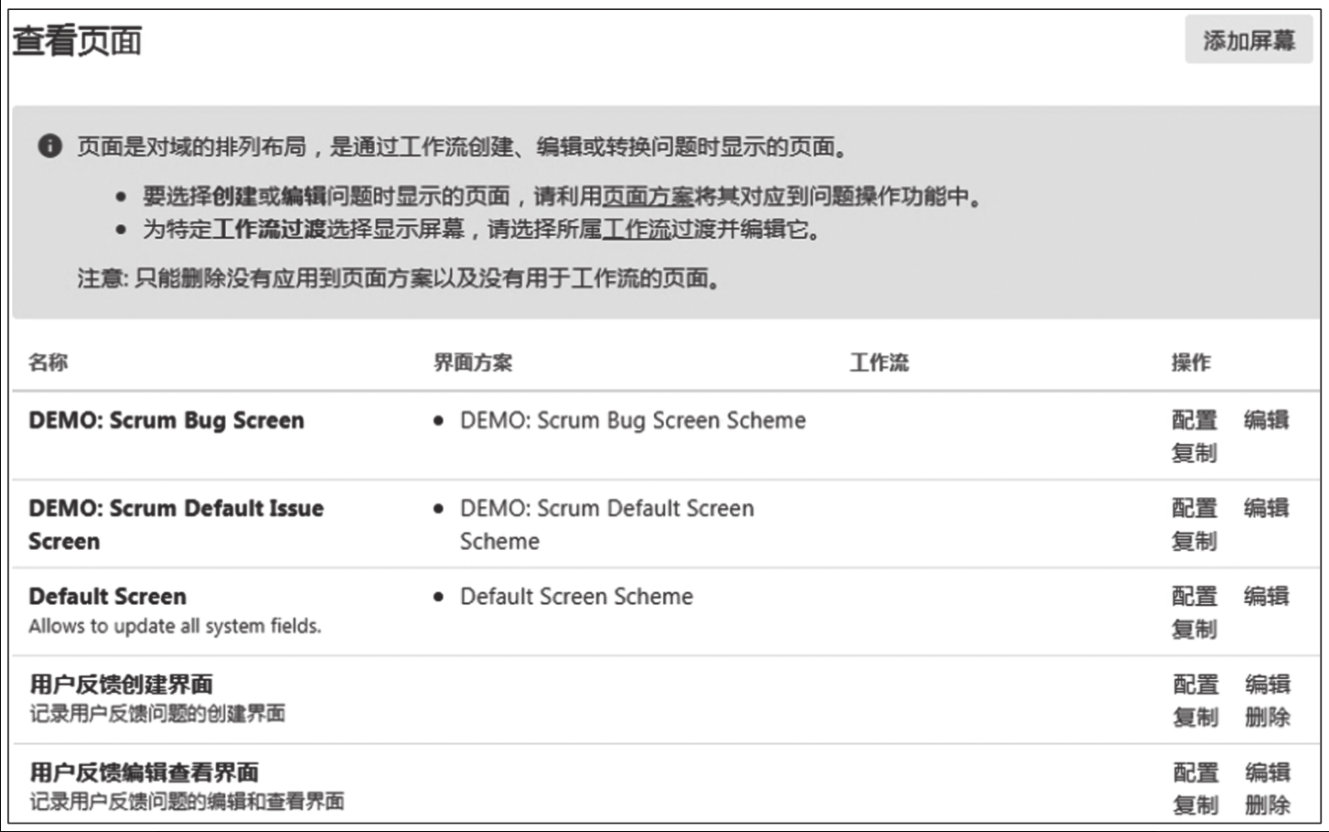 查看页面
添加屏幕
页面是对域的排列布局，是通过工作流创建、编辑或转换问题时显示的页面。
• 要选择创建或编辑问题时显示的页面，请利用页面方案将其对应到问题操作功能中。
• 为特定工作流过渡选择显示屏幕，请选择所属工作流过渡并编辑它。
注意: 只能删除没有应用到页面方案以及没有用于工作流的页面。
名称 界面方案 工作流 操作
DEMO: Scrum Bug Screen • DEMO: Scrum Bug Screen Scheme 配置 编辑
复制
DEMO: Scrum Default Issue • DEMO: Scrum Default Screen 配置 编辑
Screen Scheme 复制
Default Screen • Default Screen Scheme 配置 编辑
Allows to update all system fields. 复制
用户反馈创建界面 配置 编辑
记录用户反馈问题的创建界面 复制 删除
用户反馈编辑查看界面 配置 编辑
记录用户反馈问题的编辑和查看界面 复制 删除